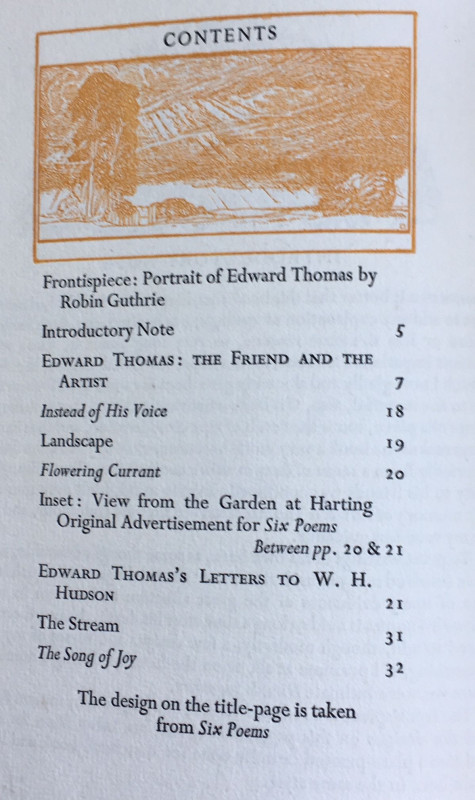 CONTENTS
Frontispiece: Portrait of Edward Thomas by
Robin Guthrie
Introductory Note 5
EDWARD THOMAS: THE FRIEND AND THE
ARTIST 7
Instead of His Voice 18
Landscape 19
Flowering Currant 20
Inset: View from the Garden at Harting
Original Advertisement for Six Poems
Between pp. 20 & 21
EDWARD THOMAS'S LETTERS TO W. H.
HUDSON 21
The Stream 31
The Song of Joy 32
The design on the title-page is taken
from Six Poems